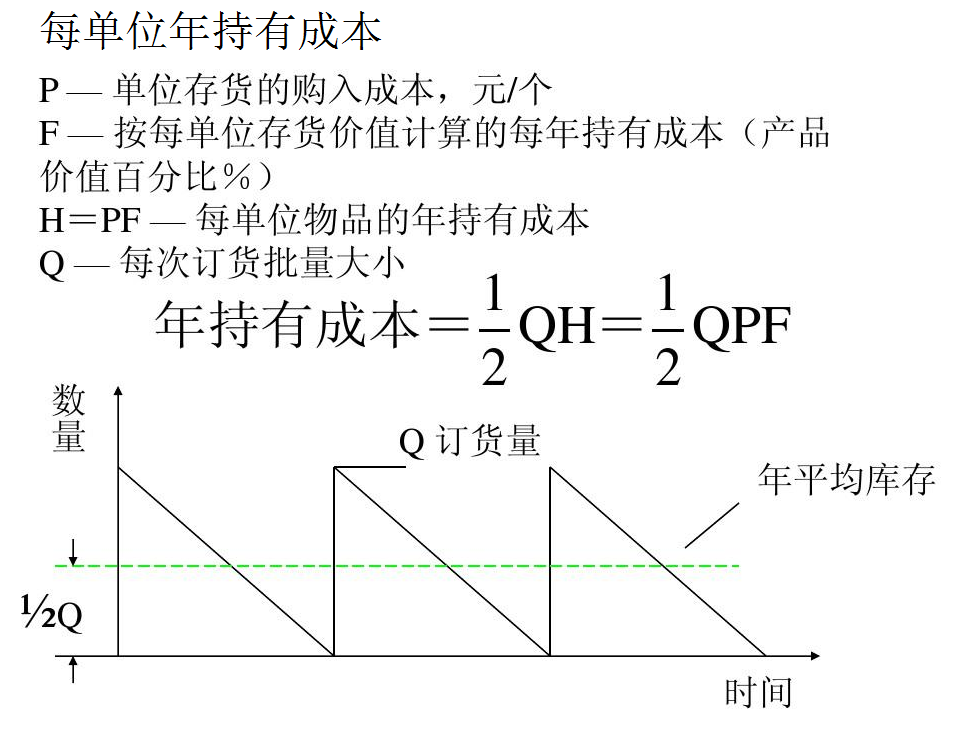 每单位年持有成本
P — 单位存货的购入成本，元/个
F — 按每单位存货价值计算的每年持有成本（产品
价值百分比％）
H＝PF — 每单位物品的年持有成本
Q — 每次订货批量大小
年持有成本＝1/2 QH＝1/2 QPF
数量
Q 订货量
年平均库存
½Q
时间